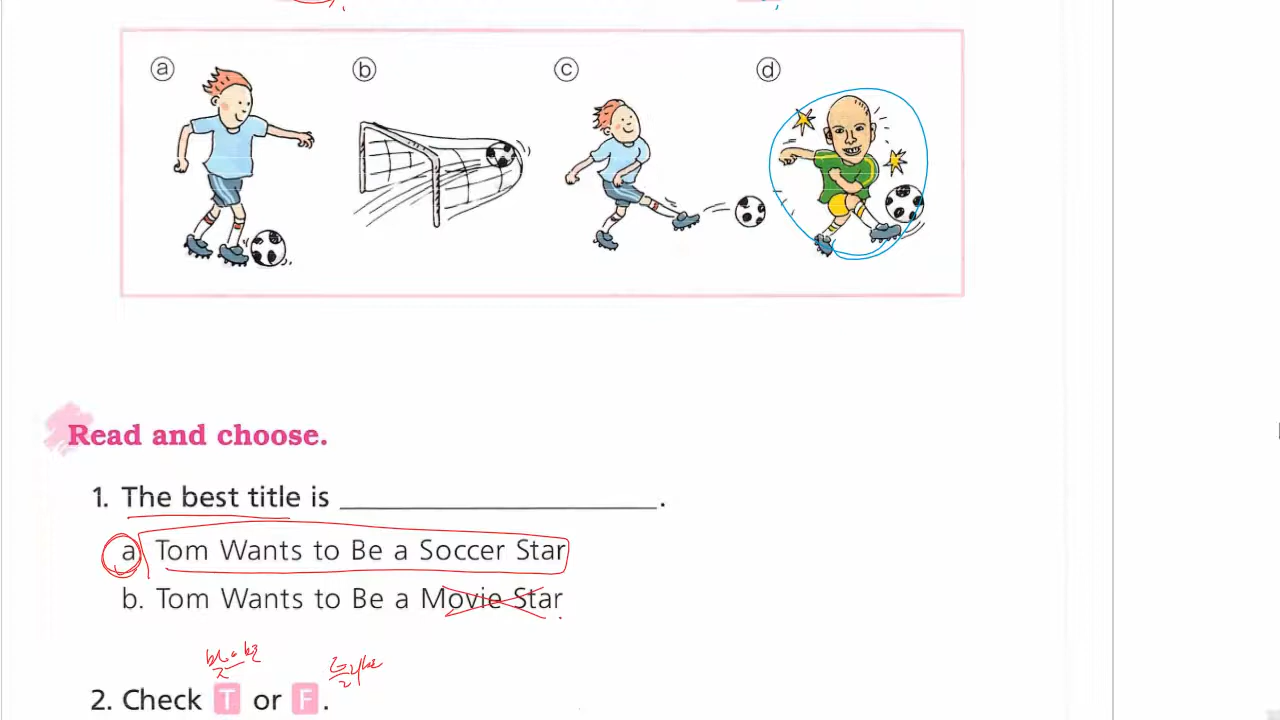 ⓐ ⓑ ⓒ ⓓ
Read and choose.
1. The best title is ____________________.
a. Tom Wants to Be a Soccer Star
b. Tom Wants to Be a Movie Star
2. Check T or F.